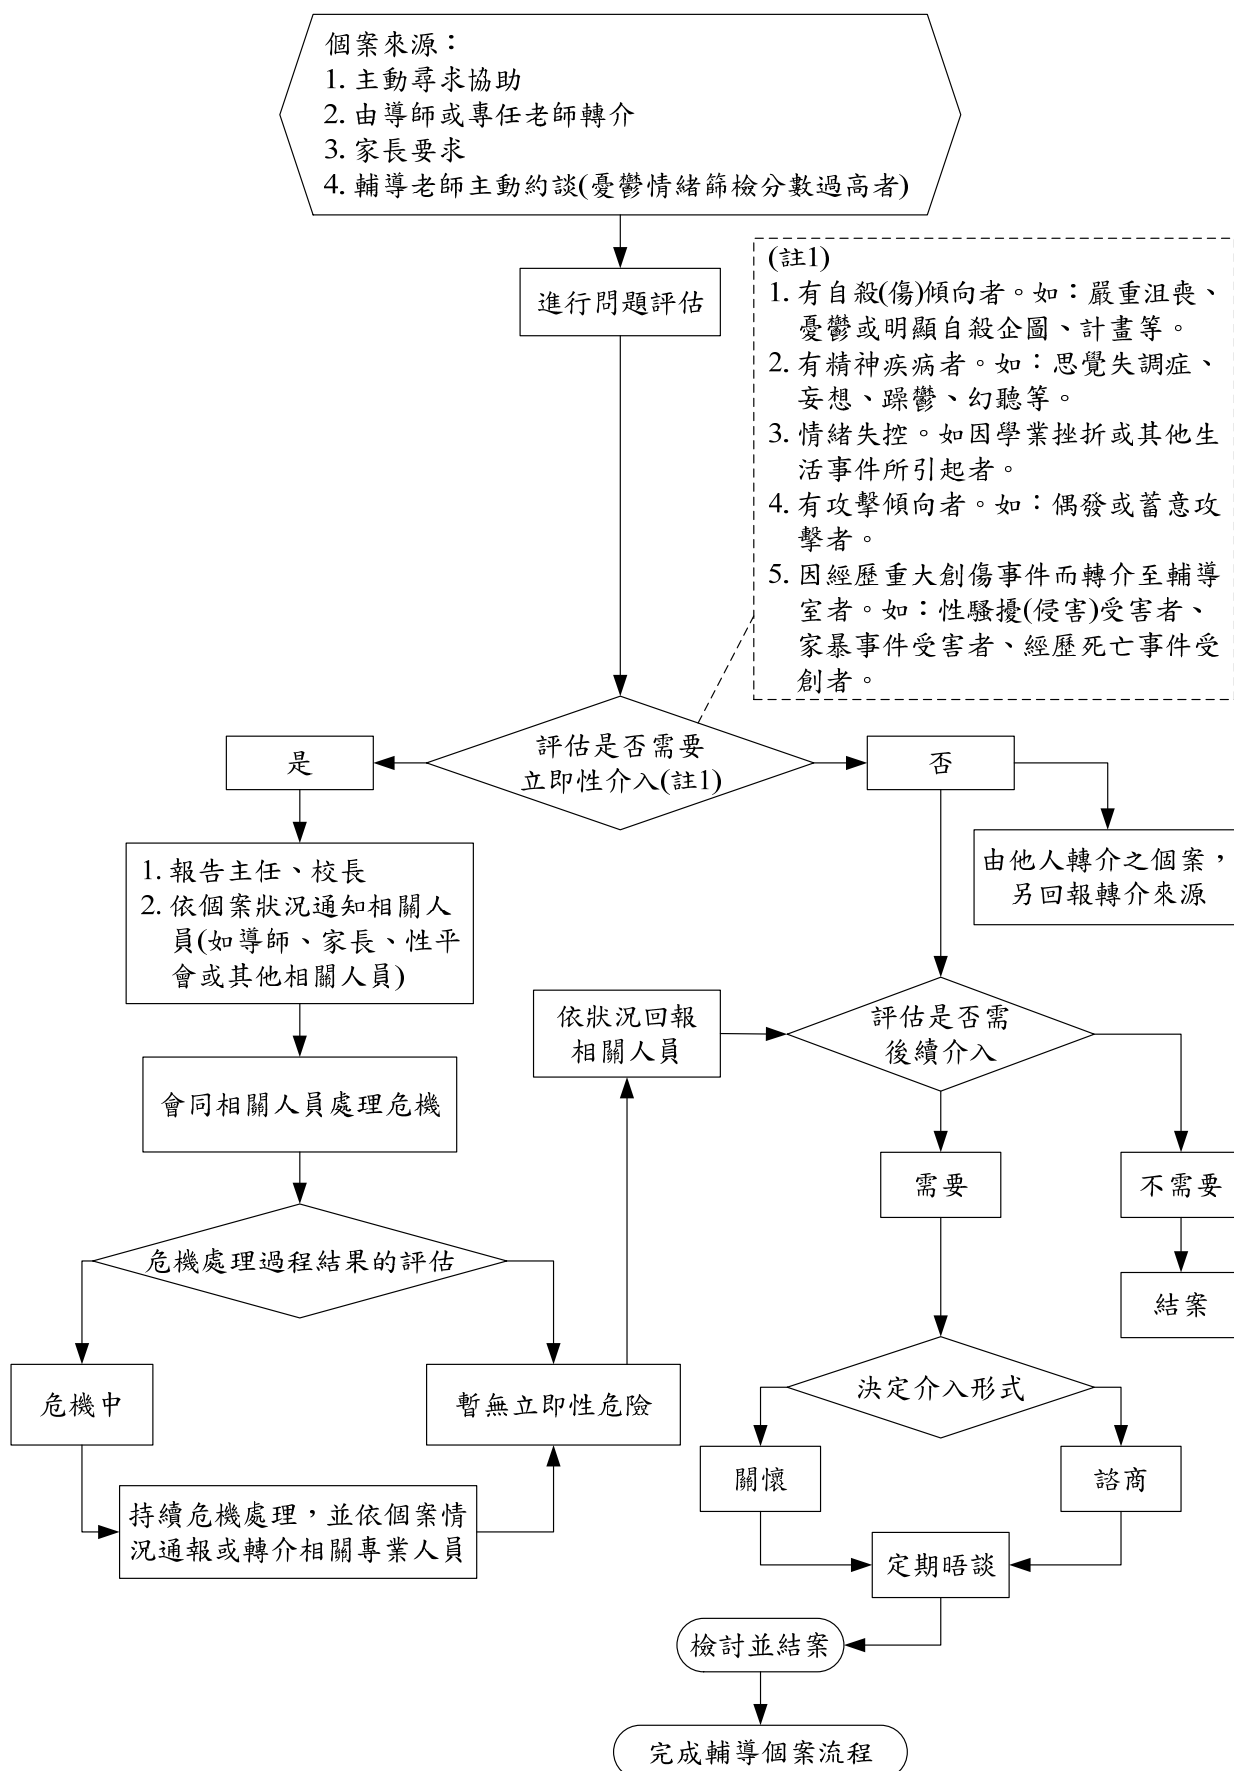 個案來源：
1. 主動尋求協助
2. 由導師或專任老師轉介
3. 家長要求
4. 輔導老師主動約談(憂鬱情緒篩檢分數過高者)
進行問題評估
(註1)
1. 有自殺(傷)傾向者。如：嚴重沮喪、
憂鬱或明顯自殺企圖、計畫等。
2. 有精神疾病者。如：思覺失調症、
妄想、躁鬱、幻聽等。
3. 情緒失控。如因學業挫折或其他生
活事件所引起者。
4. 有攻擊傾向者。如：偶發或蓄意攻
擊者。
5. 因經歷重大創傷事件而轉介至輔導
室者。如：性騷擾(侵害)受害者、
家暴事件受害者、經歷死亡事件受
創者。
評估是否需要
立即性介入(註1)
是
否
1. 報告主任、校長
2. 依個案狀況通知相關人
員(如導師、家長、性平
會或其他相關人員)
由他人轉介之個案，
另回報轉介來源
會同相關人員處理危機
依狀況回報
相關人員
評估是否需
後續介入
需要
不需要
危機處理過程結果的評估
結案
危機中
暫無立即性危險
決定介入形式
關懷
諮商
持續危機處理，並依個案情
況通報或轉介相關專業人員
定期晤談
檢討並結案
完成輔導個案流程